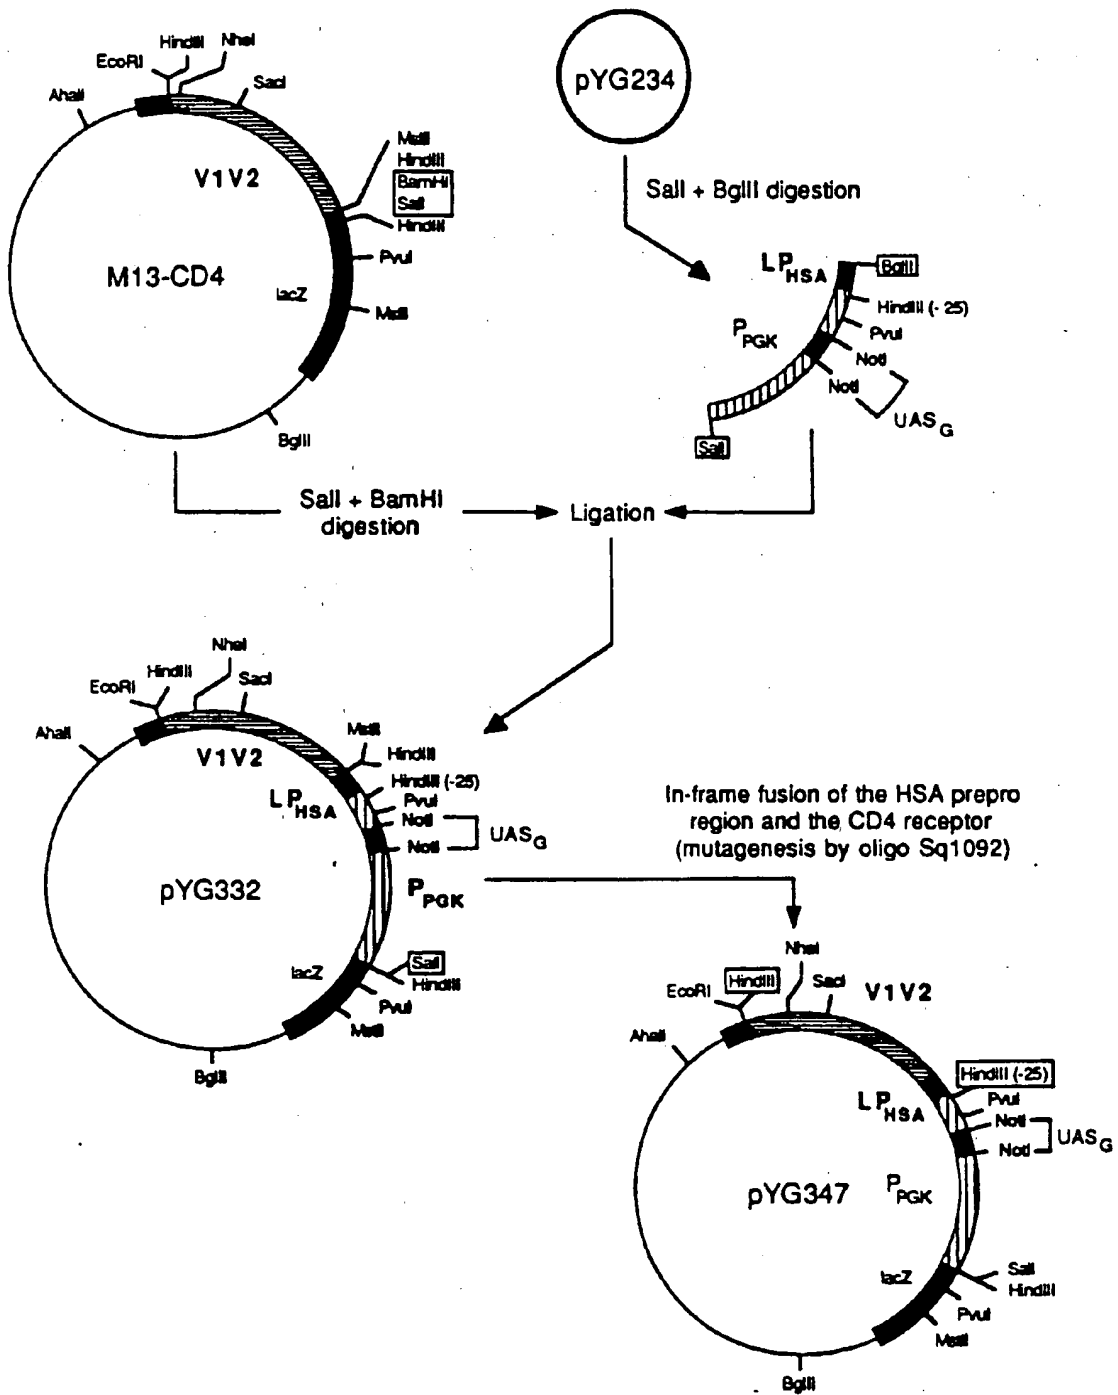 HindIII
NheI
EcoRI
SacI
AhaII
MstII
HindIII
BamHI
SalI
HindIII
V1V2
PvuI
M13-CD4
lacZ
MstII
BglII
pYG234
SalI + BglII digestion
LP HSA
BglII
HindIII (-25)
PvuI
P PGK
NotI
NotI
UAS G
SalI
SalI + BamHI
digestion
Ligation
NheI
HindIII
SacI
EcoRI
AhaII
MstII
HindIII
V1V2
HindIII (-25)
LP HSA
PvuI
NotI
UAS G
NotI
pYG332
P PGK
SalI
lacZ
HindIII
PvuI
MstII
BglII
In-frame fusion of the HSA prepro
region and the CD4 receptor
(mutagenesis by oligo Sq1092)
NheI
HindIII
SacI
V1V2
EcoRI
AhaII
HindIII (-25)
LP HSA
PvuI
NotI
UAS G
NotI
pYG347
P PGK
SalI
lacZ
HindIII
PvuI
MstII
BglII